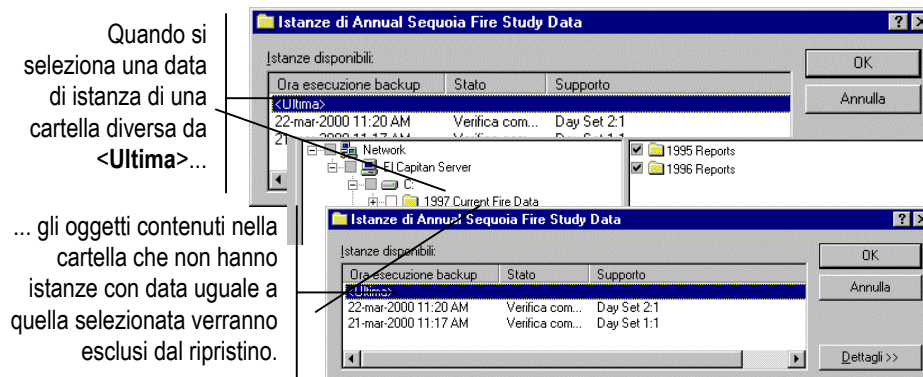 Quando si
seleziona una data
di istanza di una
cartella diversa da
<Ultima>...
Istanze di Annual Sequoia Fire Study Data
Istanze disponibili:
OK
Annulla
Ora esecuzione backup Stato Supporto
<Ultima>
22-mar-2000 11:20 AM Verifica com... Day Set 2:1
Network
El Capitan Server
C:
1997 Current Fire Data
1995 Reports
1996 Reports
... gli oggetti contenuti nella
cartella che non hanno
istanze con data uguale a
quella selezionata verranno
esclusi dal ripristino.
Istanze di Annual Sequoia Fire Study Data
Istanze disponibili:
OK
Annulla
Ora esecuzione backup Stato Supporto
<Ultima>
22-mar-2000 11:20 AM Verifica com... Day Set 2:1
21-mar-2000 11:17 AM Verifica com... Day Set 1:1
Dettagli >>